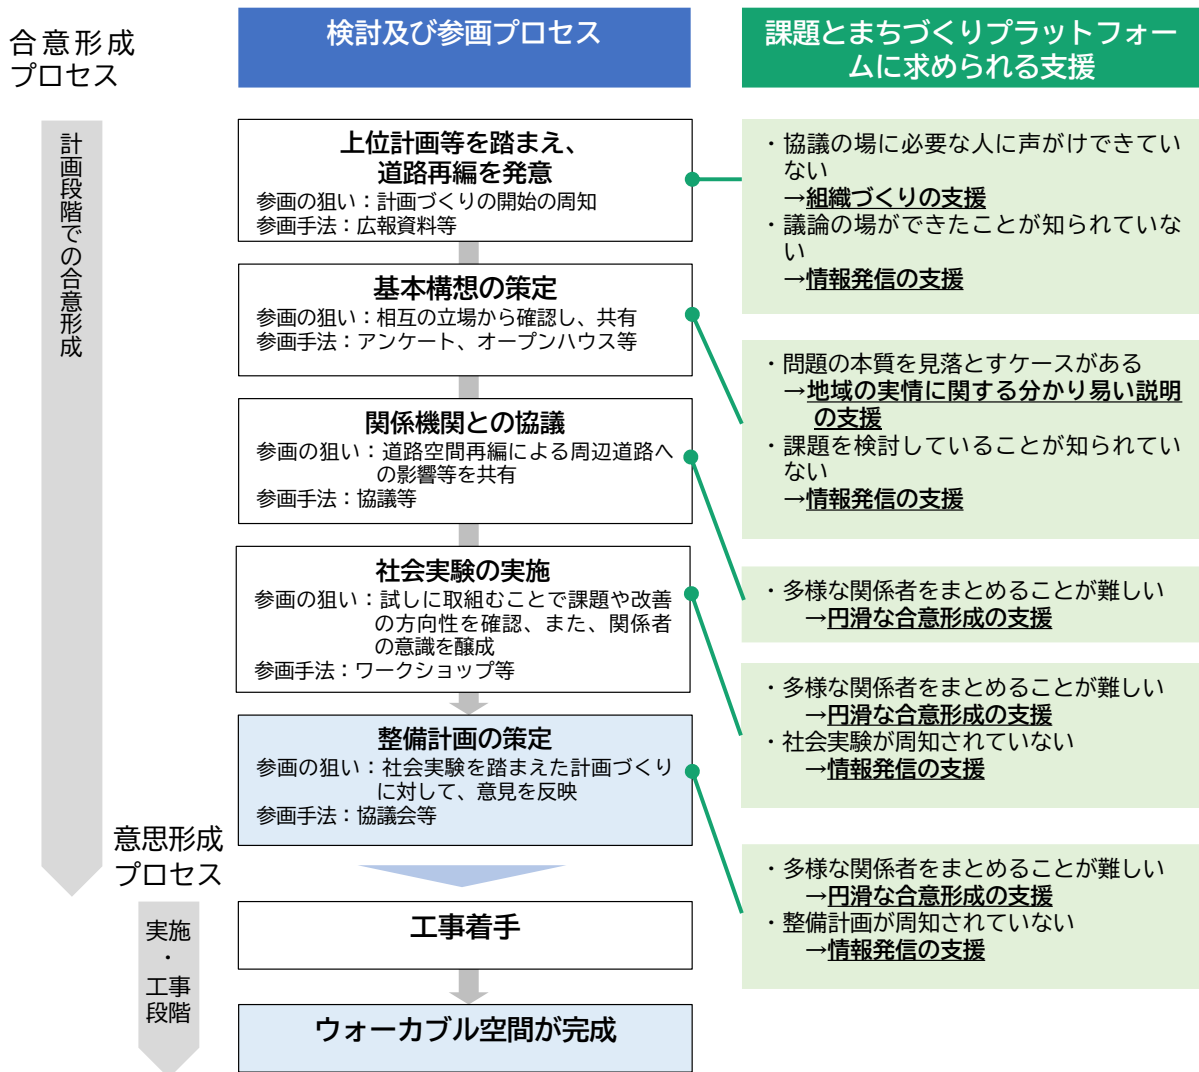 合意形成
プロセス
検討及び参画プロセス
課題とまちづくりプラットフォー
ムに求められる支援
計画段階での合意形成
上位計画等を踏まえ、
道路再編を発意
参画の狙い：計画づくりの開始の周知
参画手法：広報資料等
・協議の場に必要な人に声がけできてい
ない
→組織づくりの支援
・議論の場ができたことが知られていな
い
→情報発信の支援
基本構想の策定
参画の狙い：相互の立場から確認し、共有
参画手法：アンケート、オープンハウス等
・問題の本質を見落とすケースがある
→地域の実情に関する分かり易い説明
の支援
・課題を検討していることが知られてい
ない
→情報発信の支援
関係機関との協議
参画の狙い：道路空間再編による周辺道路へ
の影響等を共有
参画手法：協議等
・多様な関係者をまとめることが難しい
→円滑な合意形成の支援
社会実験の実施
参画の狙い：試しに取組むことで課題や改善
の方向性を確認、また、関係者
の意識を醸成
参画手法：ワークショップ等
・多様な関係者をまとめることが難しい
→円滑な合意形成の支援
・社会実験が周知されていない
→情報発信の支援
整備計画の策定
参画の狙い：社会実験を踏まえた計画づくり
に対して、意見を反映
参画手法：協議会等
・多様な関係者をまとめることが難しい
→円滑な合意形成の支援
・整備計画が周知されていない
→情報発信の支援
意思形成
プロセス
実施
・
工事
段階
工事着手
ウォーカブル空間が完成